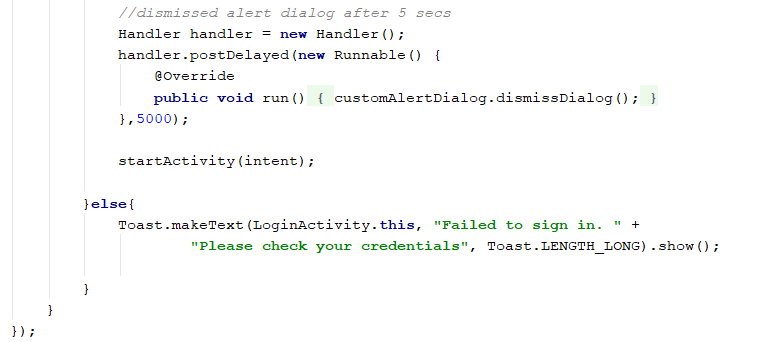 //dismissed alert dialog after 5 secs
Handler handler = new Handler();
handler.postDelayed(new Runnable() {
@Override
public void run() { customAlertDialog.dismissDialog(); }
},5000);
startActivity(intent);
}else{
Toast.makeText(LoginActivity.this, "Failed to sign in. " +
"Please check your credentials", Toast.LENGTH_LONG).show();
}
}
});